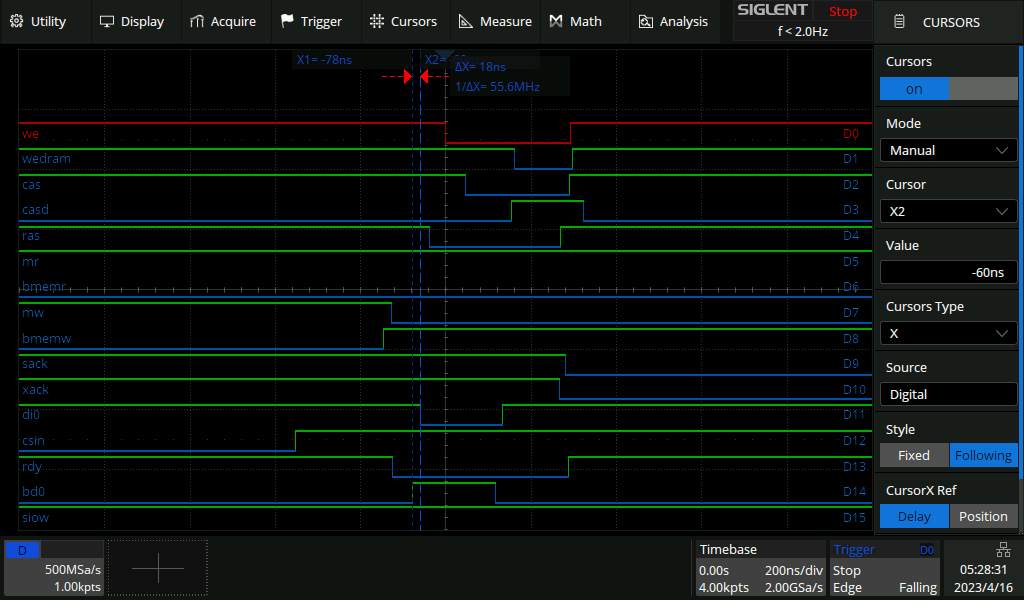 Utility Display Acquire Trigger Cursors Measure Math Analysis SIGLENT Stop
f < 2.0Hz
CURSORS
X1= -78ns X2=
ΔX= 18ns
1/ΔX= 55.6MHz
we D0
wedram D1
cas D2
casd D3
ras D4
mr D5
bmemr D6
mw D7
bmemw D8
sack D9
xack D10
di0 D11
csin D12
rdy D13
bd0 D14
siow D15
Cursors
on
Mode
Manual
Cursor
X2
Value
-60ns
Cursors Type
X
Source
Digital
Style
Fixed Following
CursorX Ref
Delay Position
D
500MSa/s
1.00kpts
Timebase
0.00s 200ns/div
4.00kpts 2.00GSa/s
Trigger D0
Stop
Edge Falling
05:28:31
2023/4/16